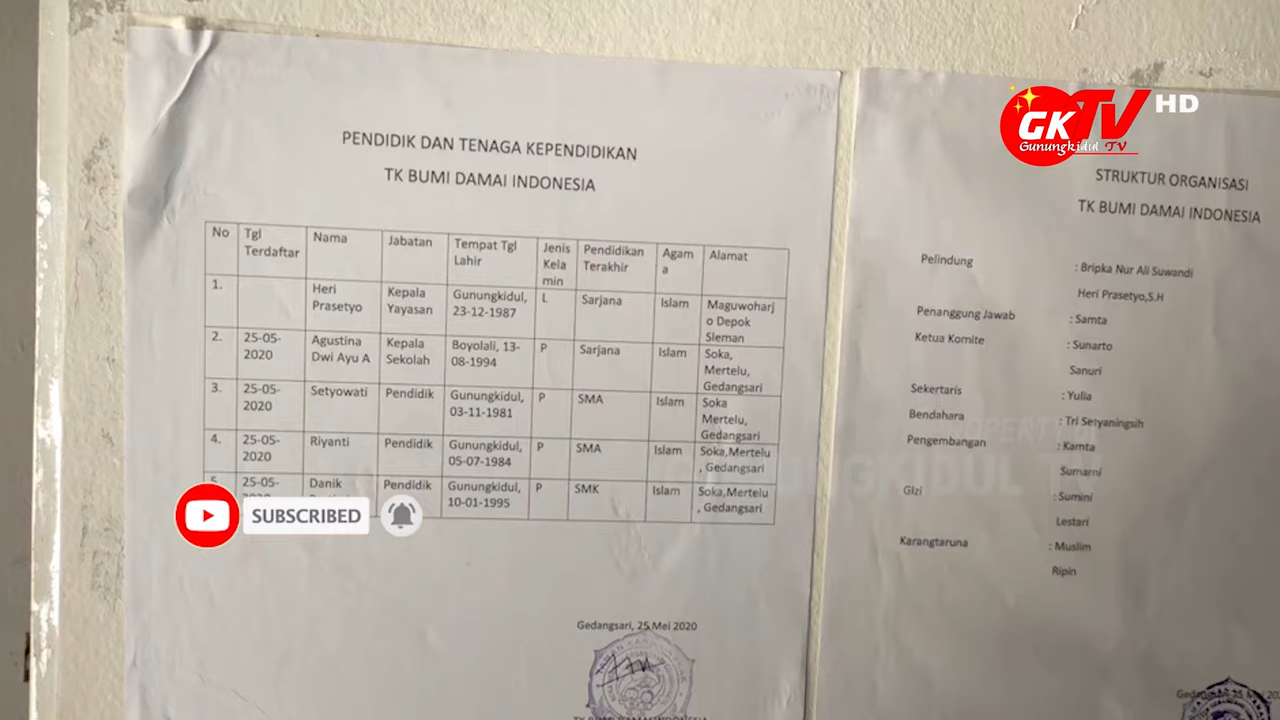 GKTV HD
Gunungkidul TV
PENDIDIK DAN TENAGA KEPENDIDIKAN
TK BUMI DAMAI INDONESIA
No Tgl Terdaftar Nama Jabatan Tempat Tgl Lahir Jenis Kela min Pendidikan Terakhir Agam a Alamat
1. Heri Prasetyo Kepala Yayasan Gunungkidul, 23-12-1987 L Sarjana Islam Maguwoharj o Depok Sleman
2. 25-05-2020 Agustina Dwi Ayu A Kepala Sekolah Boyolali, 13-08-1994 P Sarjana Islam Soka, Mertelu, Gedangsari
3. 25-05-2020 Setyowati Pendidik Gunungkidul, 03-11-1981 P SMA Islam Soka Mertelu, Gedangsari
4. 25-05-2020 Riyanti Pendidik Gunungkidul, 05-07-1984 P SMA Islam Soka,Mertelu , Gedangsari
5. 25-05- Danik Pendidik Gunungkidul, 10-01-1995 P SMK Islam Soka,Mertelu , Gedangsari
SUBSCRIBED
Gedangsari, 25 Mei 2020
TK BUMI DAMAI INDONESIA
STRUKTUR ORGANISASI
TK BUMI DAMAI INDONESIA
Pelindung : Bripka Nur Ali Suwandi
Heri Prasetyo,S.H
Penanggung Jawab : Samta
Ketua Komite : Sunarto
Sanuri
Sekertaris : Yulia
Bendahara : Tri Setyaningsih
Pengembangan : Kamta
Sumarni
Gizi : Sumini
Lestari
Karangtaruna : Muslim
Ripin